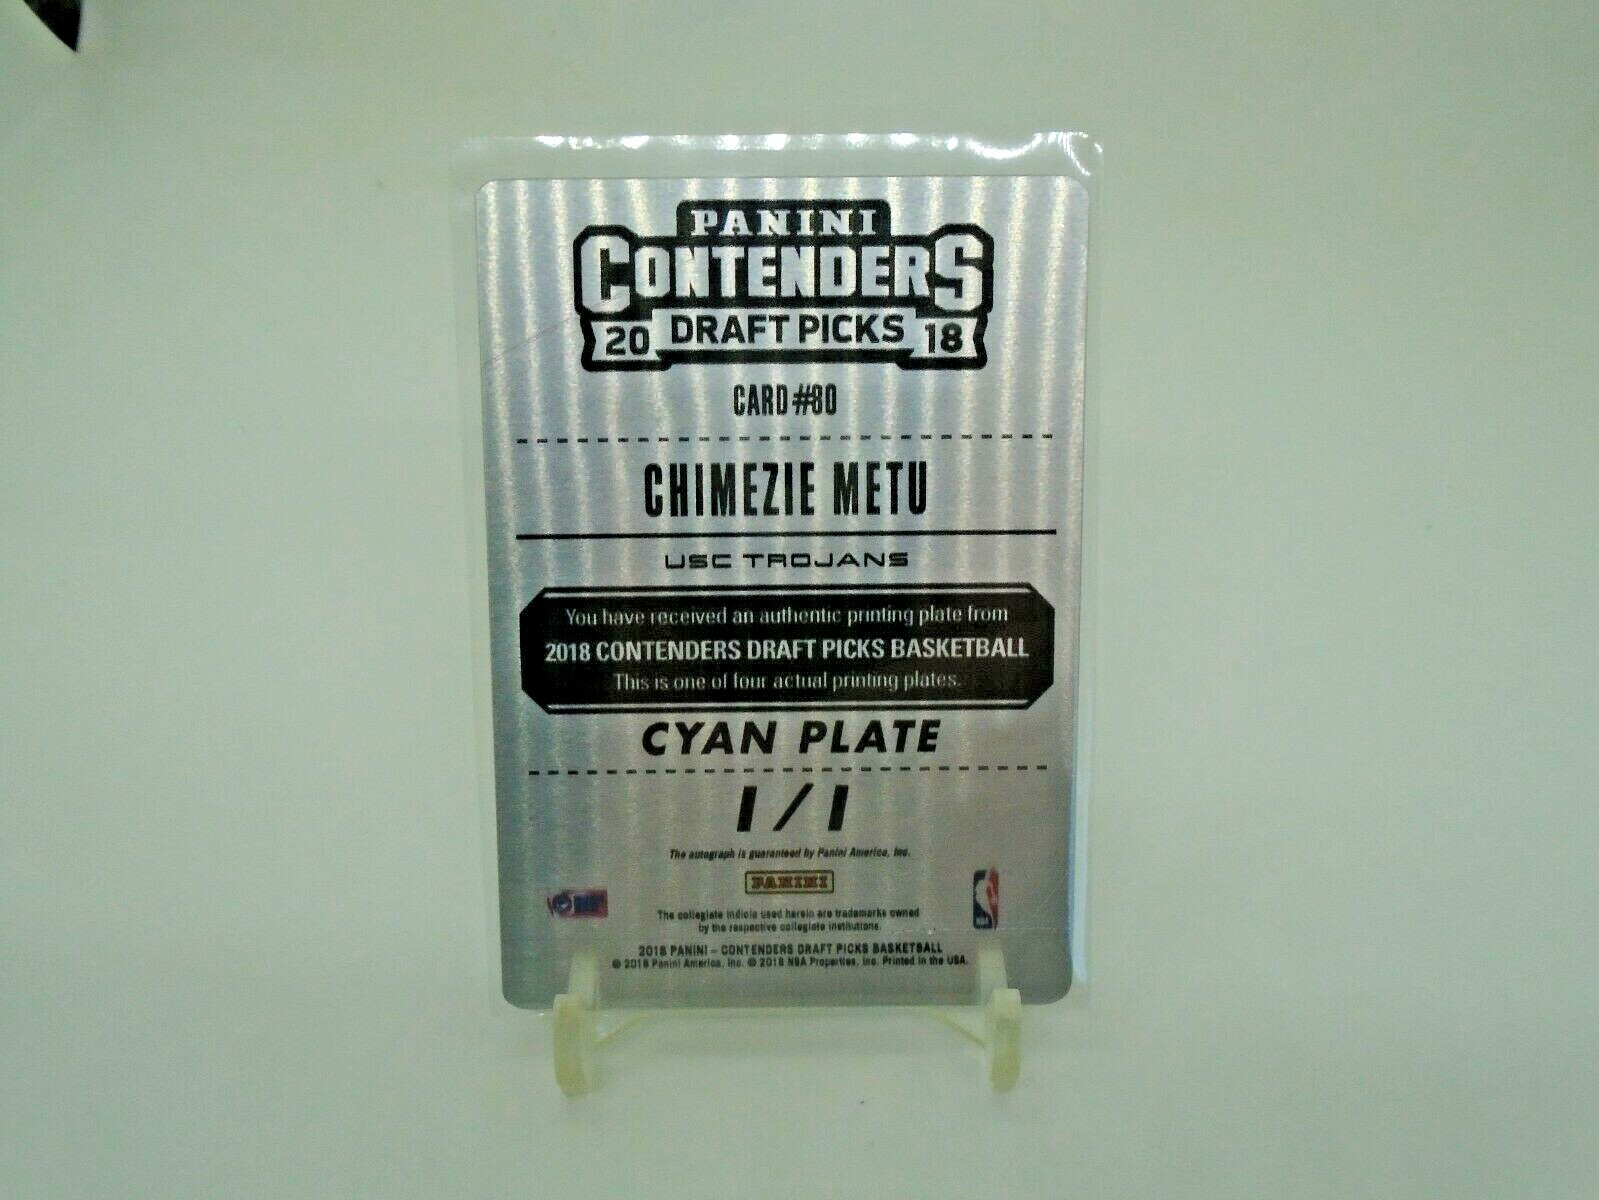 PANINI
CONTENDERS
20 DRAFT PICKS 18
CARD #80
CHIMEZIE METU
USC TROJANS
You have received an authentic printing plate from
2018 CONTENDERS DRAFT PICKS BASKETBALL
This is one of four actual printing plates.
CYAN PLATE
1/1
The autograph is guaranteed by Panini America, Inc.
PANINI
The collegiate indicia used herein are trademarks owned
by the respective collegiate institutions.
NBA
2018 PANINI – CONTENDERS DRAFT PICKS BASKETBALL
© 2018 Panini America, Inc. © 2018 NBA Properties, Inc. Printed in the USA.